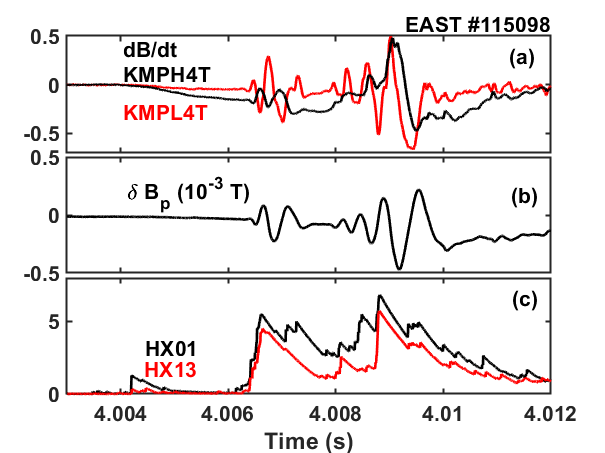 EAST #115098
0.5
dB/dt
(a)
KMPH4T
0
KMPL4T
-0.5
0.5
δ Bp (10-3 T)
(b)
0
-0.5
(c)
5
HX01
HX13
0
4.004 4.006 4.008 4.01 4.012
Time (s)